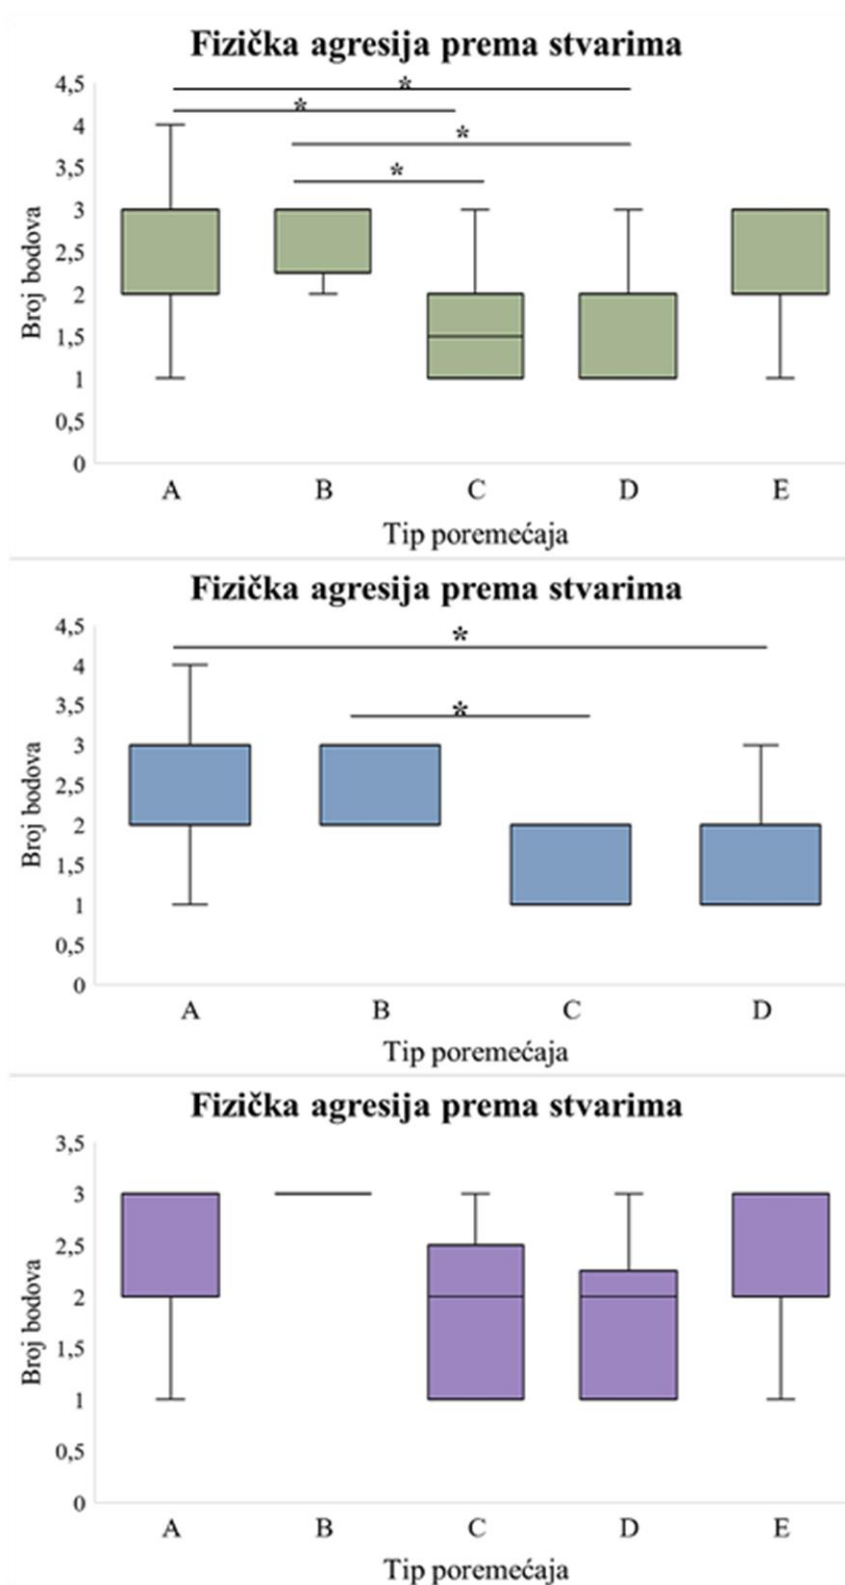 Fizička agresija prema stvarima
4,5
4
3,5
3
2,5
2
1,5
1
0,5
0
Broj bodova
*
*
*
*
A B C D E
Tip poremećaja
Fizička agresija prema stvarima
4,5
4
3,5
3
2,5
2
1,5
1
0,5
0
Broj bodova
*
*
A B C D
Tip poremećaja
Fizička agresija prema stvarima
3,5
3
2,5
2
1,5
1
0,5
0
Broj bodova
A B C D E
Tip poremećaja